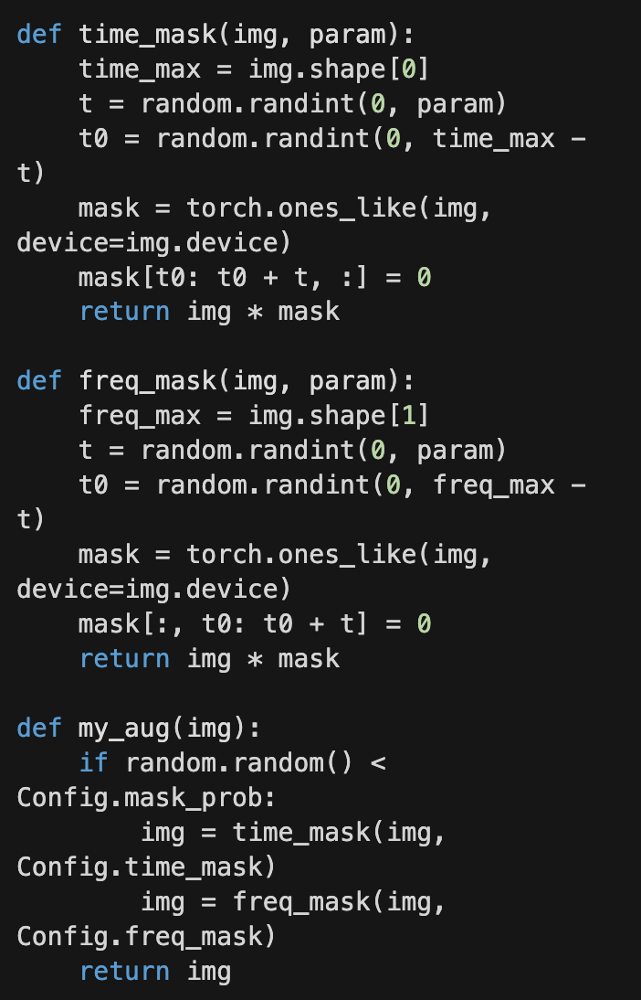 def time_mask(img, param):
    time_max = img.shape[0]
    t = random.randint(0, param)
    t0 = random.randint(0, time_max -
t)
    mask = torch.ones_like(img,
device=img.device)
    mask[t0: t0 + t, :] = 0
    return img * mask

def freq_mask(img, param):
    freq_max = img.shape[1]
    t = random.randint(0, param)
    t0 = random.randint(0, freq_max -
t)
    mask = torch.ones_like(img,
device=img.device)
    mask[:, t0: t0 + t] = 0
    return img * mask

def my_aug(img):
    if random.random() <
Config.mask_prob:
        img = time_mask(img,
Config.time_mask)
        img = freq_mask(img,
Config.freq_mask)
    return img